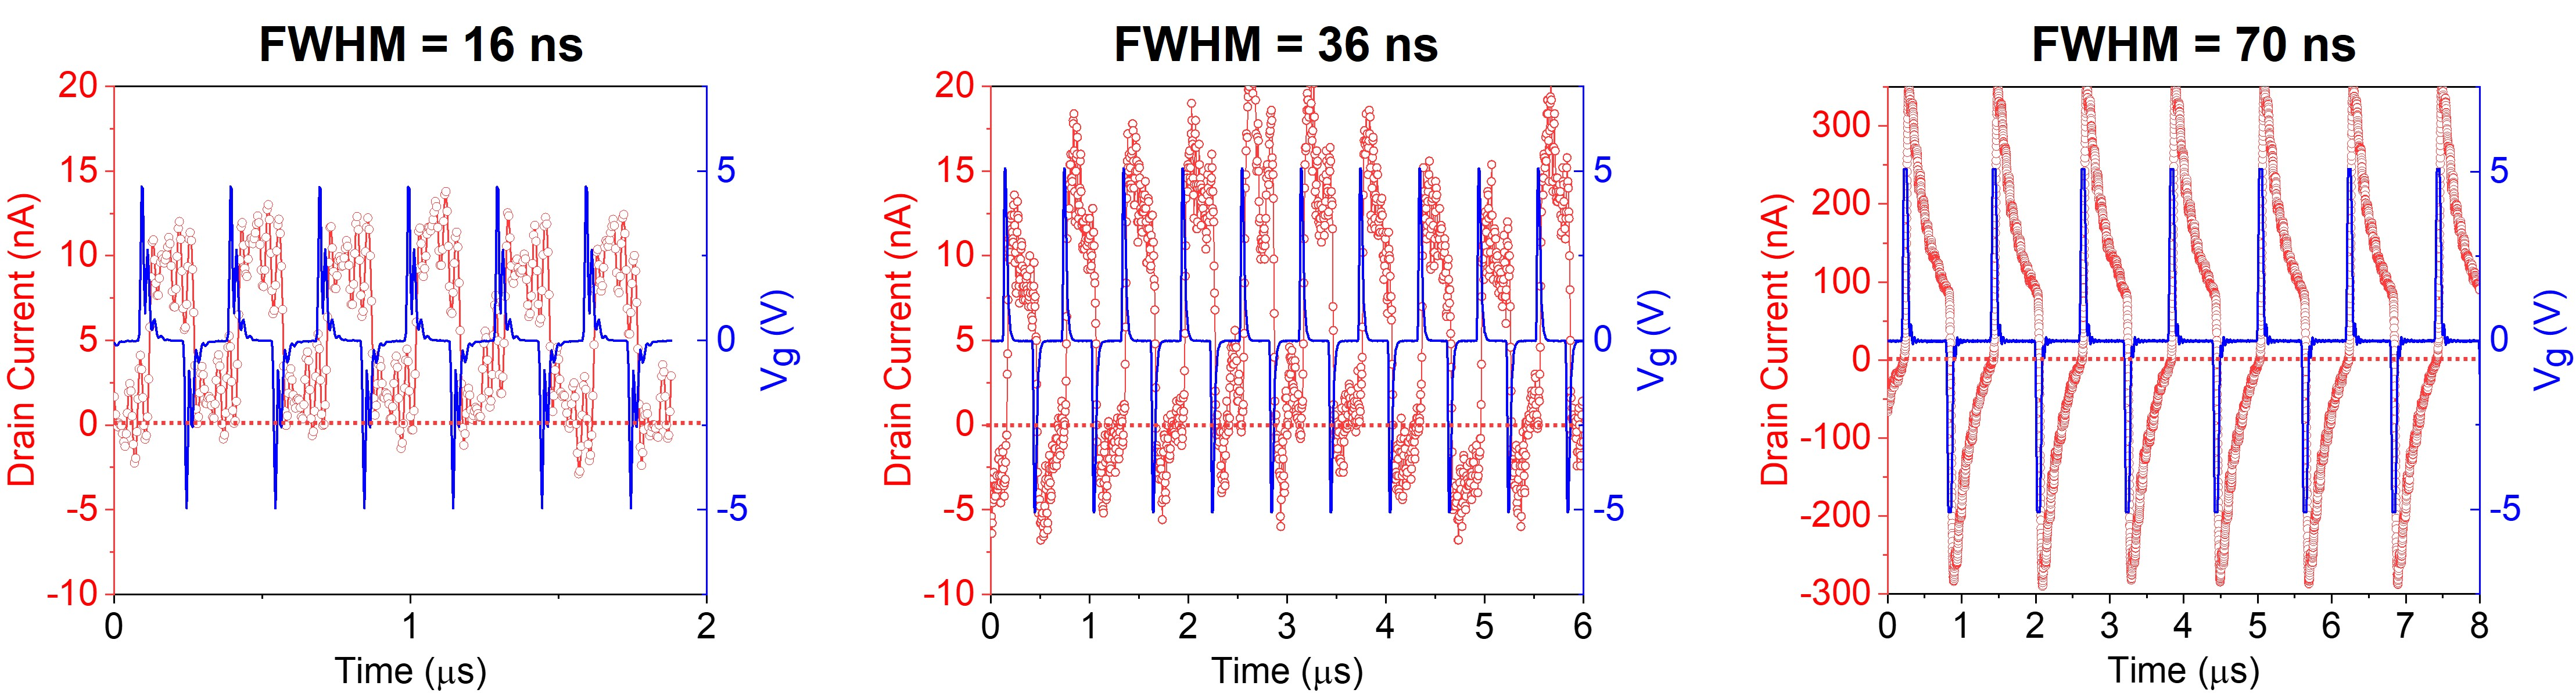 FWHM = 16 ns
20
15
10
5
0
-5
-10
Drain Current (nA)
5
0
-5
Vg (V)
0 1 2
Time (μs)
FWHM = 36 ns
20
15
10
5
0
-5
-10
Drain Current (nA)
5
0
-5
Vg (V)
0 1 2 3 4 5 6
Time (μs)
FWHM = 70 ns
300
200
100
0
-100
-200
-300
Drain Current (nA)
5
0
-5
Vg (V)
0 1 2 3 4 5 6 7 8
Time (μs)